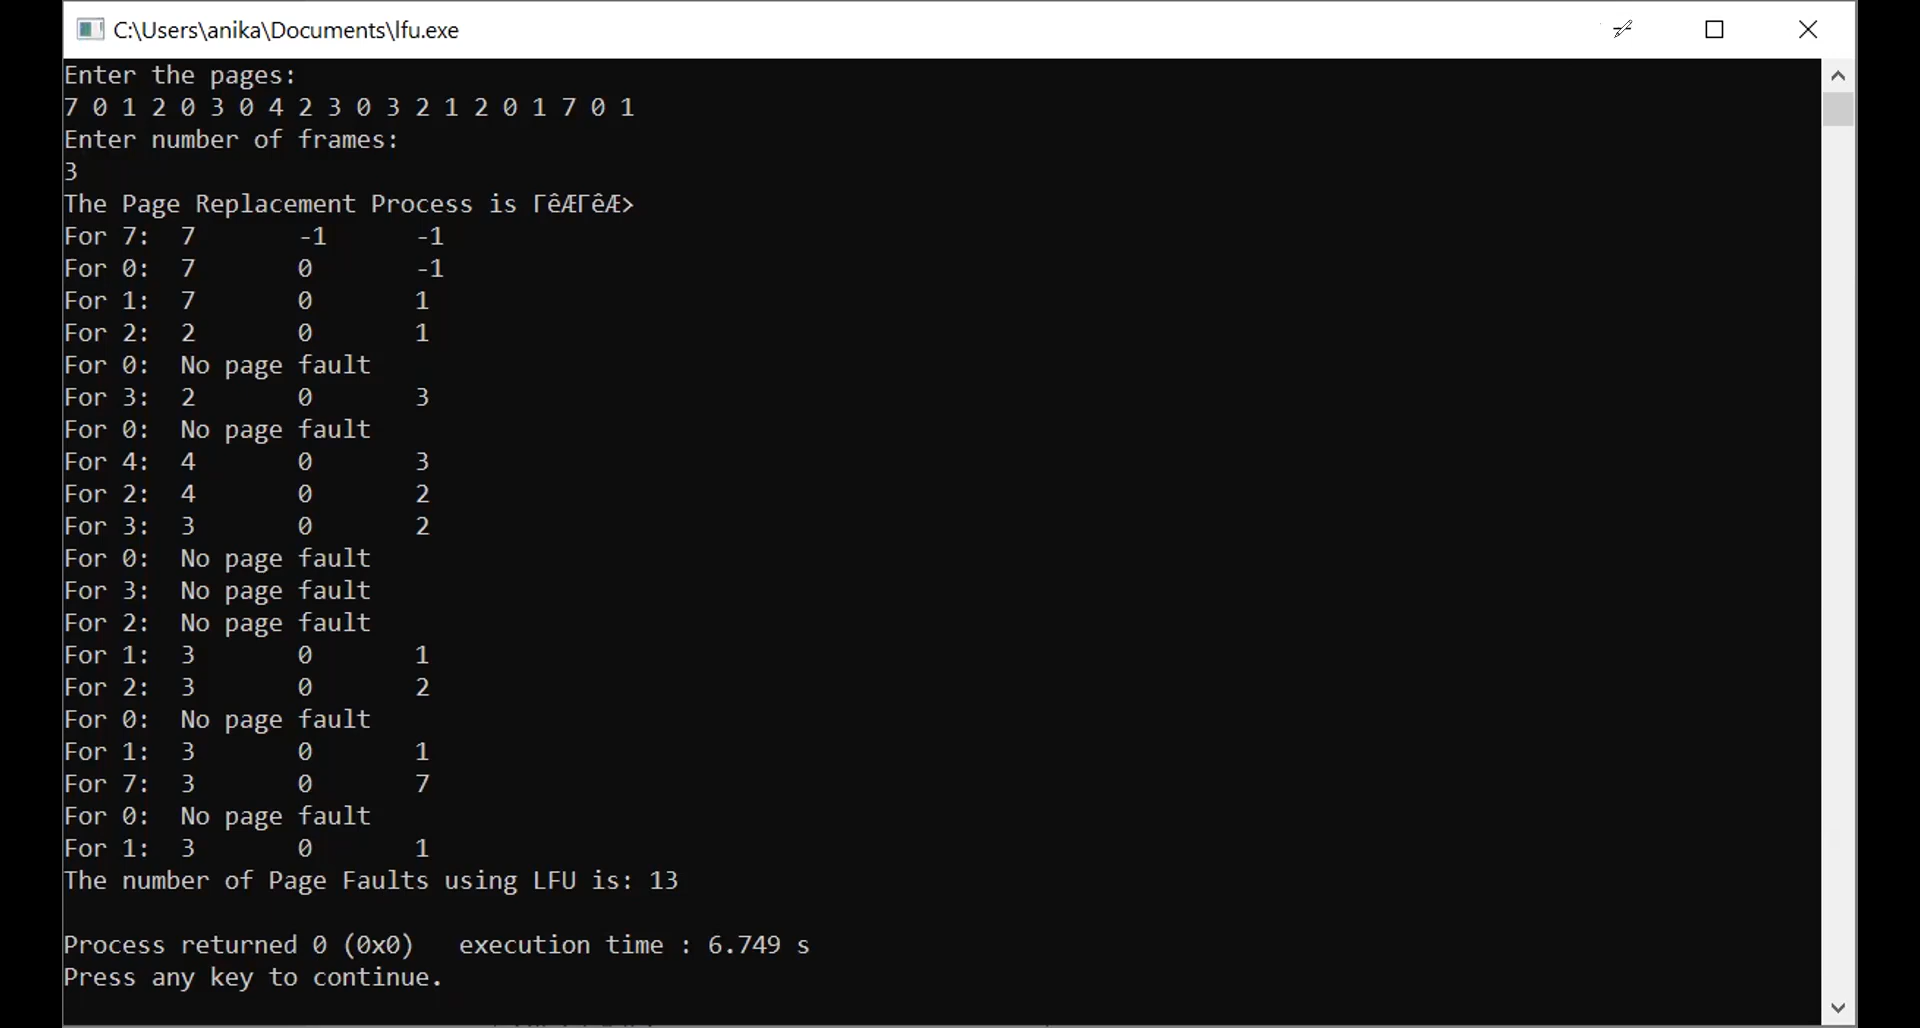 C:\Users\anika\Documents\lfu.exe
Enter the pages:
7 0 1 2 0 3 0 4 2 3 0 3 2 1 2 0 1 7 0 1
Enter number of frames:
3
The Page Replacement Process is ΓêÆΓêÆ>
For 7: 7 -1 -1
For 0: 7 0 -1
For 1: 7 0 1
For 2: 2 0 1
For 0: No page fault
For 3: 2 0 3
For 0: No page fault
For 4: 4 0 3
For 2: 4 0 2
For 3: 3 0 2
For 0: No page fault
For 3: No page fault
For 2: No page fault
For 1: 3 0 1
For 2: 3 0 2
For 0: No page fault
For 1: 3 0 1
For 7: 3 0 7
For 0: No page fault
For 1: 3 0 1
The number of Page Faults using LFU is: 13
Process returned 0 (0x0) execution time : 6.749 s
Press any key to continue.